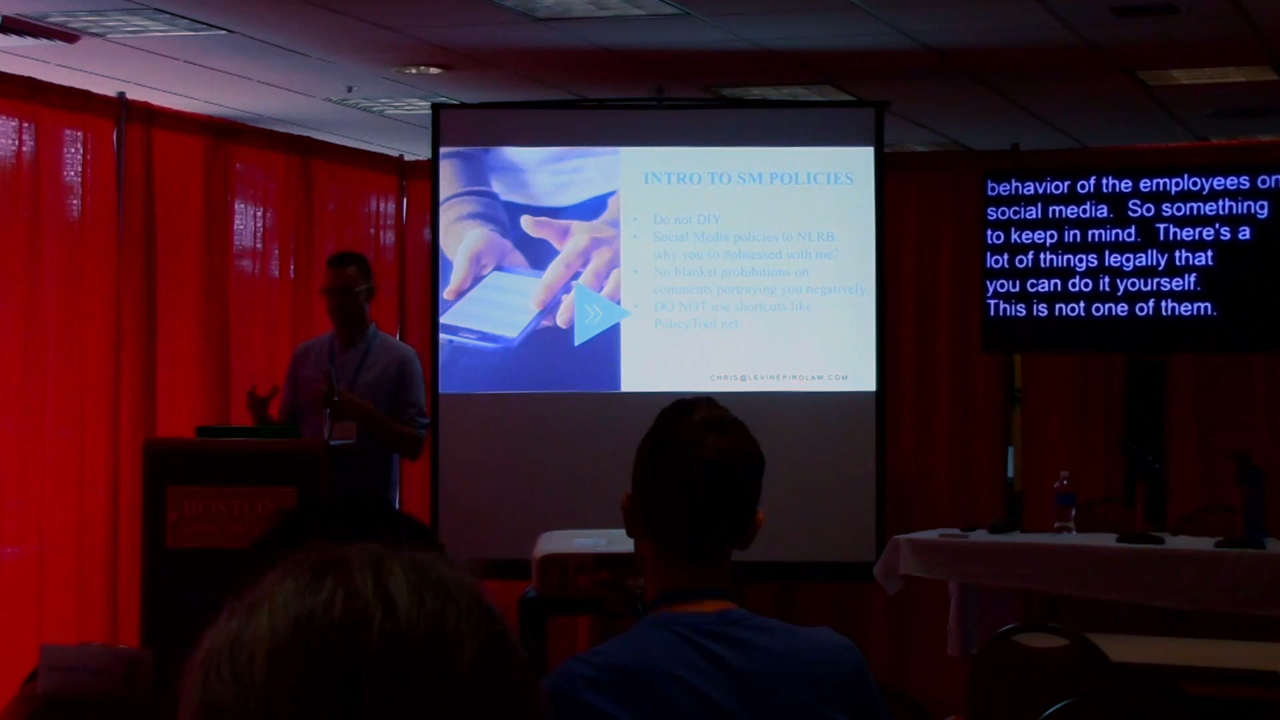 INTRO TO SM POLICIES
• Do not DIY
• Social Media policies to NLRB:
why you so #obsessed with me?
• No blanket prohibitions on
comments portraying you negatively
• DO NOT use shortcuts like
PolicyTool.net
CHRIS@LEVINEPIROLAW.COM
behavior of the employees on
social media. So something
to keep in mind. There's a
lot of things legally that
you can do it yourself.
This is not one of them.
BOSTON